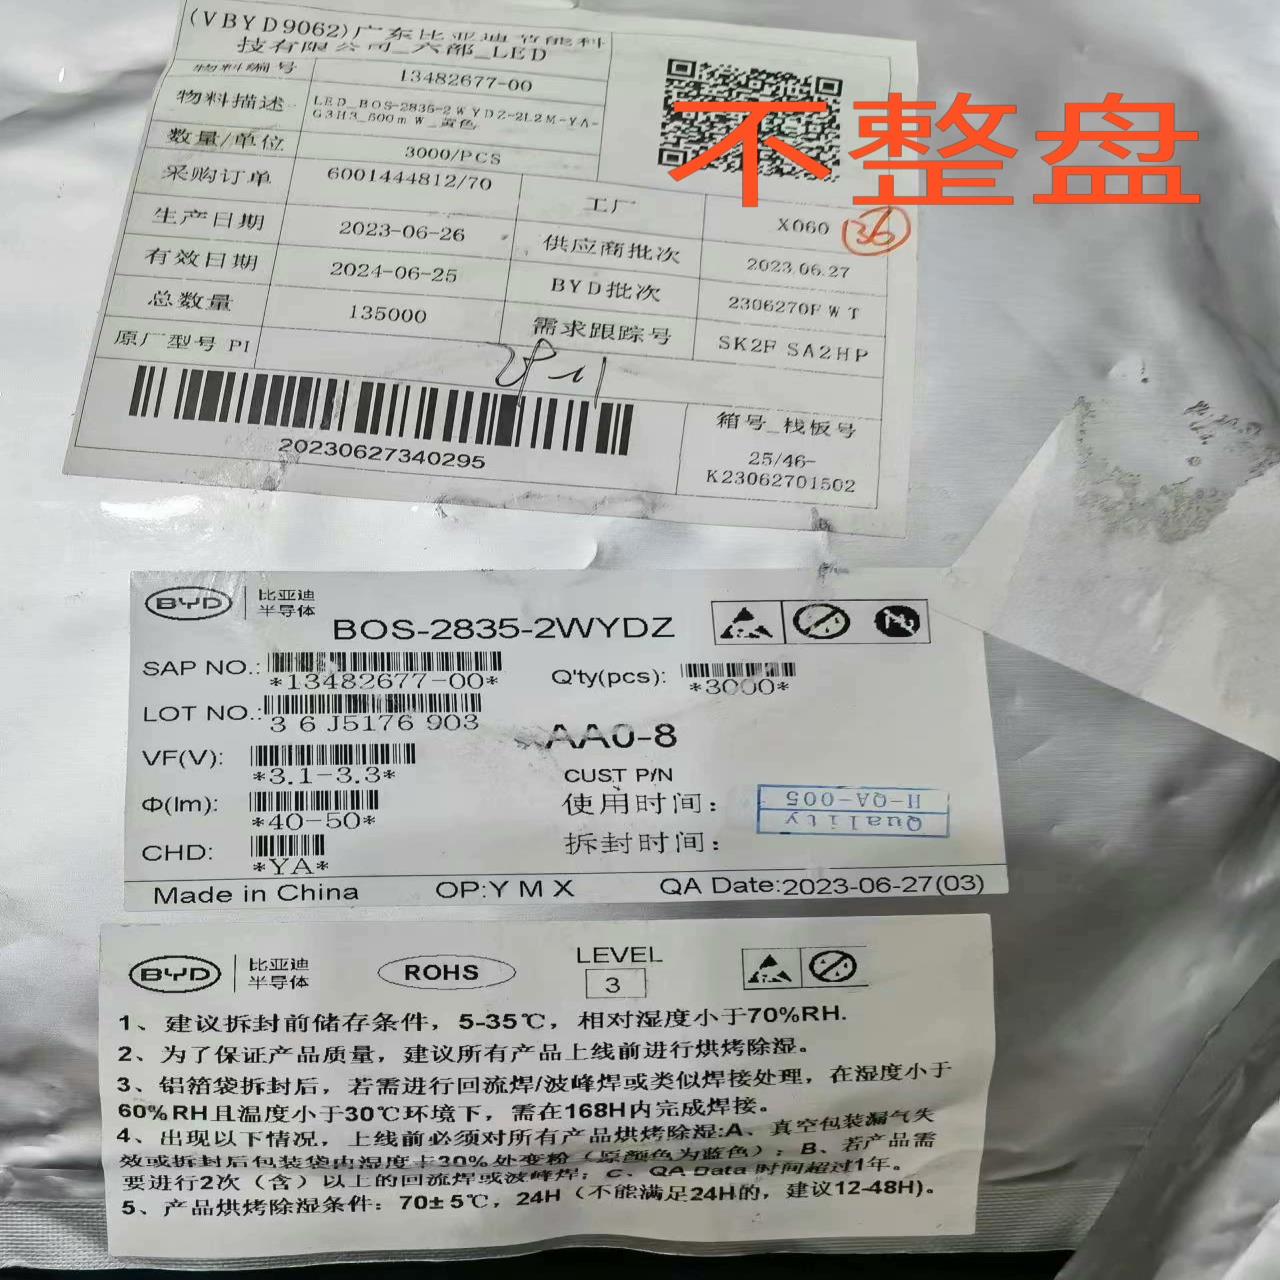 (VBYD9062)广东比亚迪节能科
技有限公司_六部_LED
不整盘
物料编号 13482677-00
物料描述 LED_BOS-2835-2WYDZ-2L2M-YA-
G3H3_500mW_黄色
数量/单位 3000/PCS
采购订单 6001444812/70 工厂 X060 36
生产日期 2023-06-26 供应商批次 2023.06.27
有效日期 2024-06-25 BYD批次 2306270FWT
总数量 135000 需求跟踪号 SK2FSA2HP
原厂型号PI
20230627340295
箱号_栈板号
25/46-
K23062701502
BYD 比亚迪
半导体
BOS-2835-2WYDZ
SAP NO.: *13482677-00* Q'ty(pcs): *3000*
LOT NO.: 36J5176903
AA0-8
VF(V): *3.1-3.3* CUST P/N
Φ(lm): *40-50* 使用时间:
H-QA-005
Quality
CHD: *YA* 拆封时间:
Made in China OP:YMX QA Date:2023-06-27(03)
BYD 比亚迪
半导体
ROHS
LEVEL
3
1、建议拆封前储存条件，5-35℃，相对湿度小于70%RH.
2、为了保证产品质量，建议所有产品上线前进行烘烤除湿。
3、铝箔袋拆封后，若需进行回流焊/波峰焊或类似焊接处理，在湿度小于
60%RH且温度小于30℃环境下，需在168H内完成焊接。
4、出现以下情况，上线前必须对所有产品烘烤除湿:A、真空包装漏气失
效或拆封后包装袋内湿度卡30%处变粉（原颜色为蓝色）；B、若产品需
要进行2次（含）以上的回流焊或波峰焊；C、QA Data时间超过1年。
5、产品烘烤除湿条件：70±5℃，24H（不能满足24H的，建议12-48H)。